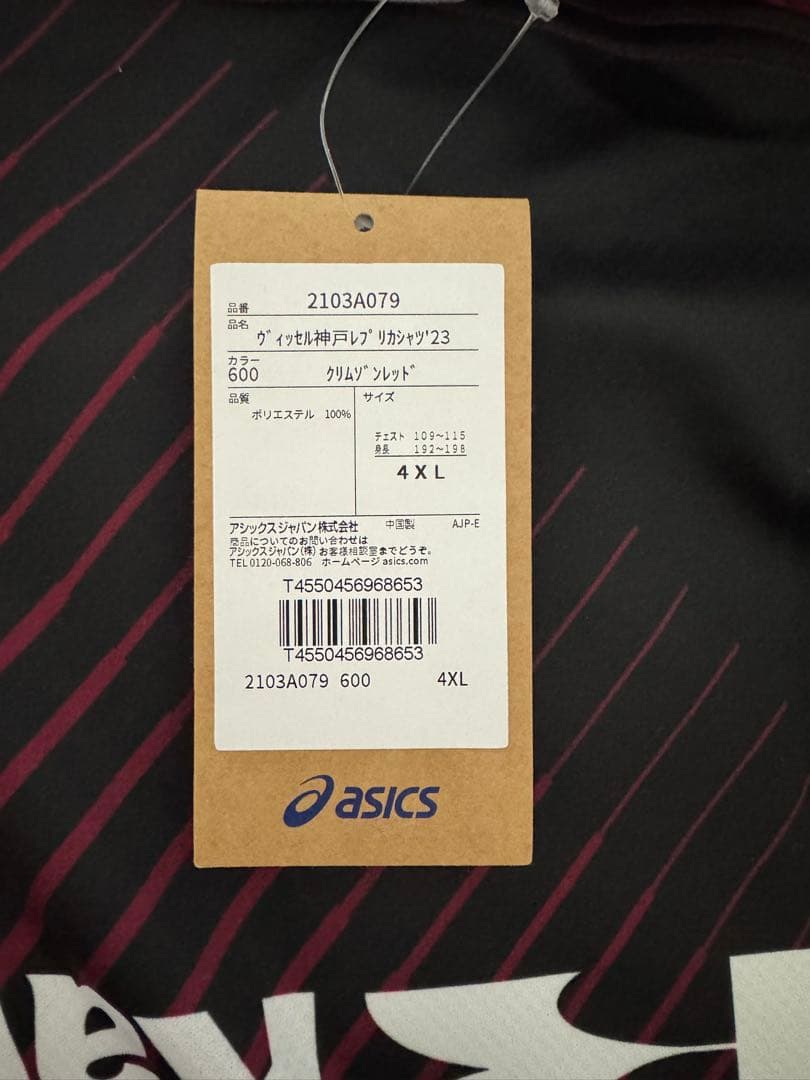 品番 2103A079
品名
ヴィッセル神戸レプリカシャツ'23
カラー
600 クリムゾンレッド
品質 サイズ
ポリエステル 100%
チェスト 109~115
身長 192~198
4XL
アシックスジャパン株式会社 中国製 AJP-E
商品についてのお問い合わせは
アシックスジャパン(株)お客様相談室までどうぞ。
TEL 0120-068-806 ホームページ asics.com
T4550456968653
T4550456968653
2103A079 600 4XL
asics